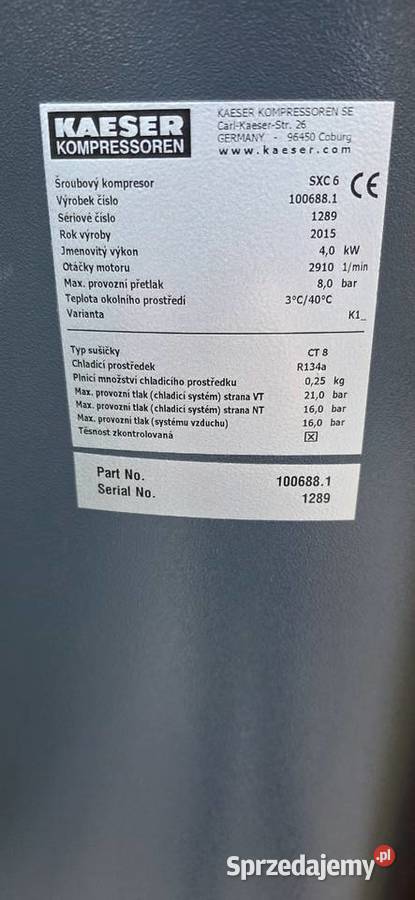 KAESER
KOMPRESSOREN
KAESER KOMPRESSOREN SE
Carl-Kaeser-Str. 26
GERMANY - 96450 Coburg
www.kaeser.com
CE
Šroubový kompresor SXC 6
Výrobek číslo 100688.1
Sériové číslo 1289
Rok výroby 2015
Jmenovitý výkon 4,0 kW
Otáčky motoru 2910 1/min
Max. provozní přetlak 8,0 bar
Teplota okolního prostředí 3°C/40°C
Varianta K1_
Typ sušičky CT 8
Chladicí prostředek R134a
Plnicí množství chladicího prostředku 0,25 kg
Max. provozní tlak (chladicí systém) strana VT 21,0 bar
Max. provozní tlak (chladicí systém) strana NT 16,0 bar
Max. provozní tlak (systému vzduchu) 16,0 bar
Těsnost zkontrolovaná ☒
Part No. 100688.1
Serial No. 1289
Sprzedajemy.pl